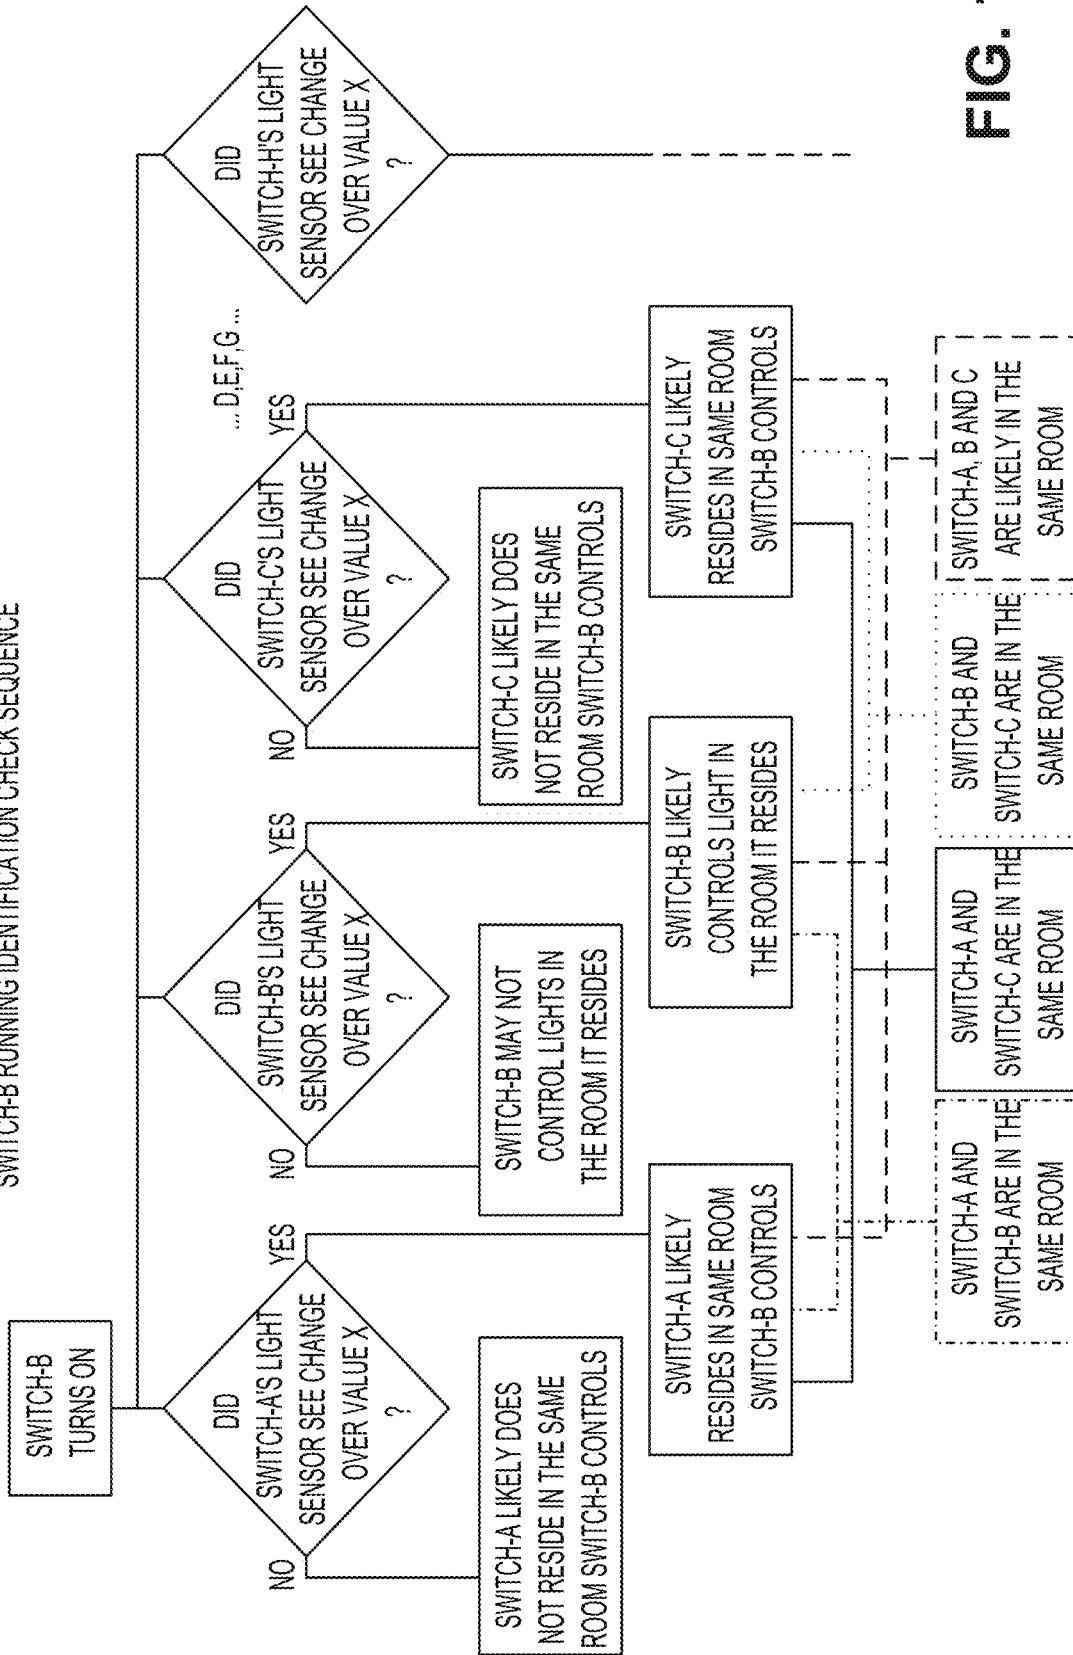 SWITCH-B RUNNING IDENTIFICATION CHECK SEQUENCE
SWITCH-B
TURNS ON
DID
SWITCH-A'S LIGHT
SENSOR SEE CHANGE
OVER VALUE X
?
NO
YES
DID
SWITCH-B'S LIGHT
SENSOR SEE CHANGE
OVER VALUE X
?
NO
YES
DID
SWITCH-C'S LIGHT
SENSOR SEE CHANGE
OVER VALUE X
?
NO
YES
... D,E,F,G ...
DID
SWITCH-H'S LIGHT
SENSOR SEE CHANGE
OVER VALUE X
?
SWITCH-A LIKELY DOES
NOT RESIDE IN THE SAME
ROOM SWITCH-B CONTROLS
SWITCH-B MAY NOT
CONTROL LIGHTS IN
THE ROOM IT RESIDES
SWITCH-C LIKELY DOES
NOT RESIDE IN THE SAME
ROOM SWITCH-B CONTROLS
SWITCH-A LIKELY
RESIDES IN SAME ROOM
SWITCH-B CONTROLS
SWITCH-B LIKELY
CONTROLS LIGHT IN
THE ROOM IT RESIDES
SWITCH-C LIKELY
RESIDES IN SAME ROOM
SWITCH-B CONTROLS
SWITCH-A AND
SWITCH-B ARE IN THE
SAME ROOM
SWITCH-A AND
SWITCH-C ARE IN THE
SAME ROOM
SWITCH-B AND
SWITCH-C ARE IN THE
SAME ROOM
SWITCH-A, B AND C
ARE LIKELY IN THE
SAME ROOM
FIG.